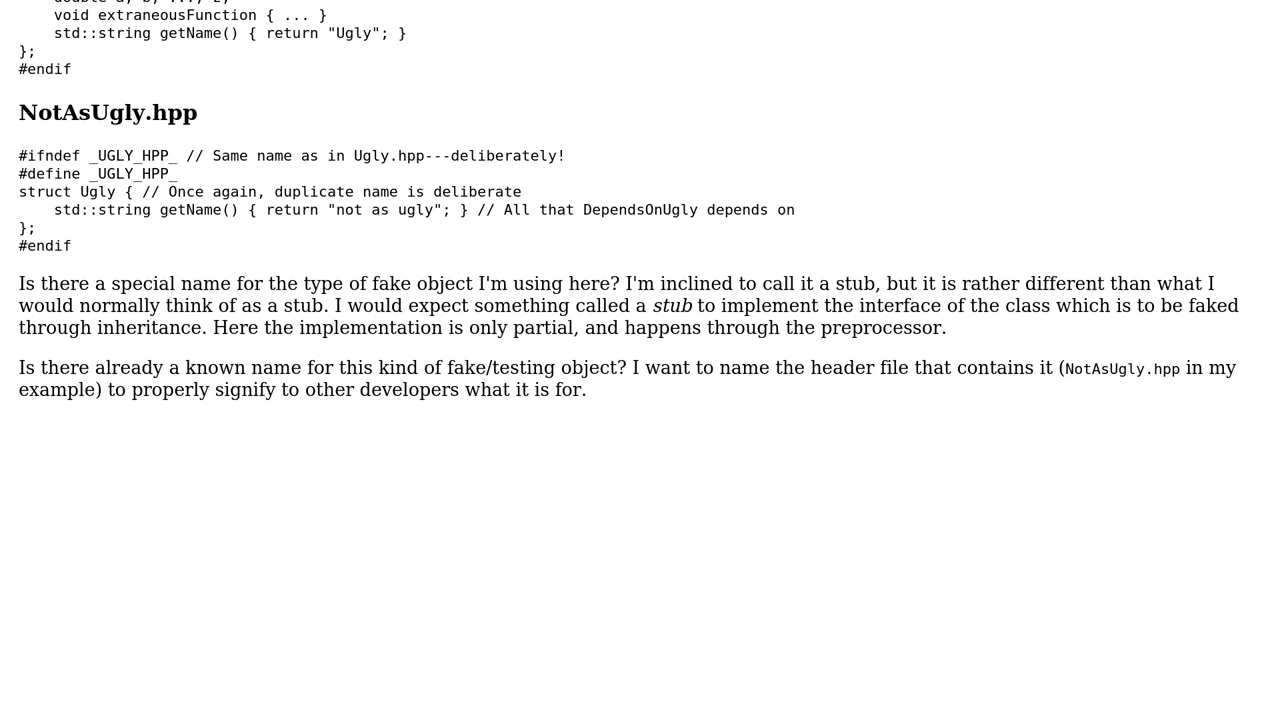 double a, b, ..., z;
void extraneousFunction { ... }
std::string getName() { return "Ugly"; }
};
#endif
NotAsUgly.hpp
#ifndef _UGLY_HPP_ // Same name as in Ugly.hpp---deliberately!
#define _UGLY_HPP_
struct Ugly { // Once again, duplicate name is deliberate
std::string getName() { return "not as ugly"; } // All that DependsOnUgly depends on
};
#endif
Is there a special name for the type of fake object I'm using here? I'm inclined to call it a stub, but it is rather different than what I
would normally think of as a stub. I would expect something called a stub to implement the interface of the class which is to be faked
through inheritance. Here the implementation is only partial, and happens through the preprocessor.
Is there already a known name for this kind of fake/testing object? I want to name the header file that contains it (NotAsUgly.hpp in my
example) to properly signify to other developers what it is for.